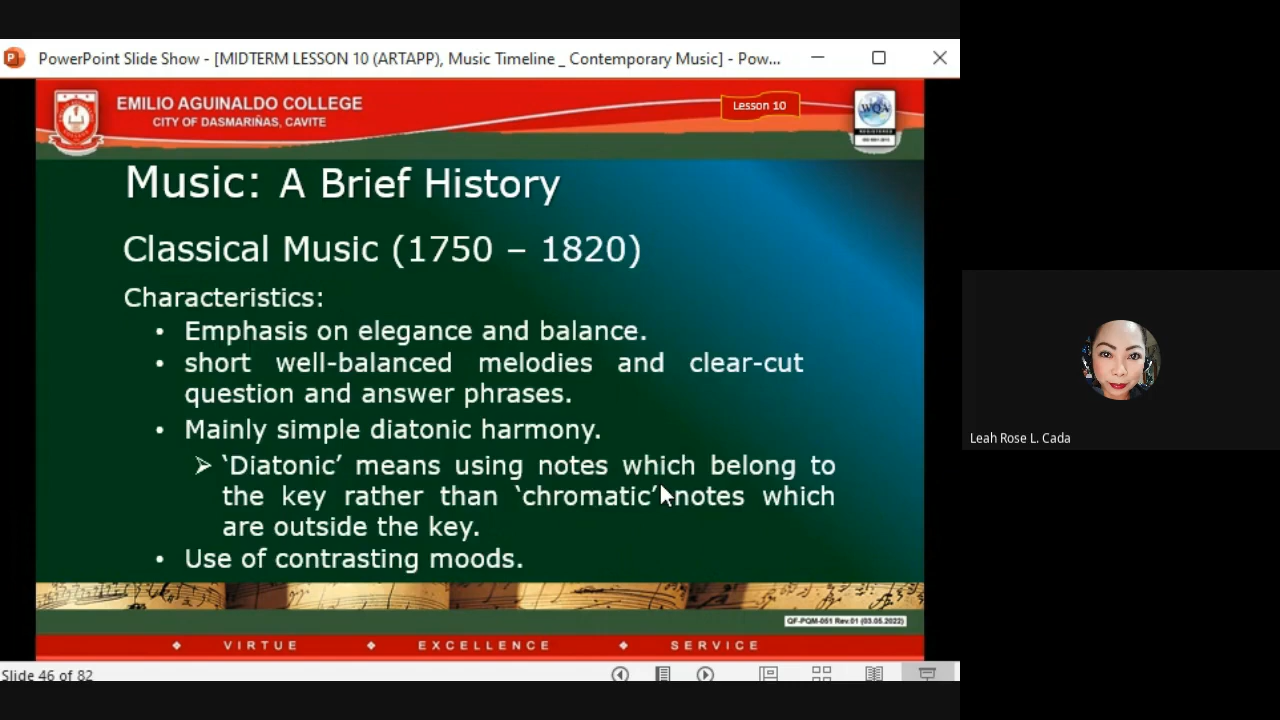 PowerPoint Slide Show - [MIDTERM LESSON 10 (ARTAPP), Music Timeline _ Contemporary Music] - Pow...
EMILIO AGUINALDO COLLEGE
CITY OF DASMARIÑAS, CAVITE
Lesson 10
WQA
Music: A Brief History
Classical Music (1750 – 1820)
Characteristics:
• Emphasis on elegance and balance.
• short well-balanced melodies and clear-cut
question and answer phrases.
• Mainly simple diatonic harmony.
➢ ‘Diatonic’ means using notes which belong to
the key rather than ‘chromatic’ notes which
are outside the key.
• Use of contrasting moods.
Leah Rose L. Cada
QF-PQM-051 Rev.01 (03.05.2022)
❖ VIRTUE ❖ EXCELLENCE ❖ SERVICE
Slide 46 of 82